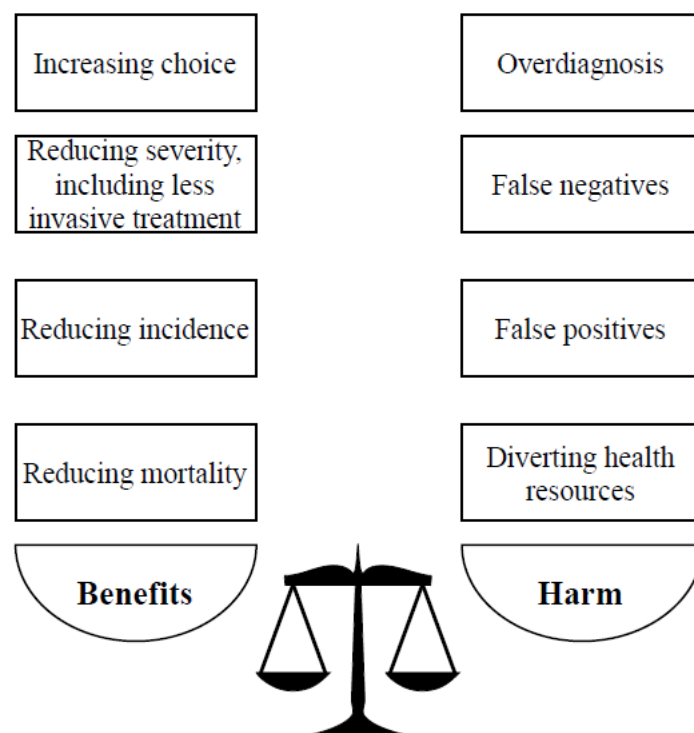 Increasing choice
Reducing severity,
including less
invasive treatment
Reducing incidence
Reducing mortality
Benefits
Overdiagnosis
False negatives
False positives
Diverting health
resources
Harm